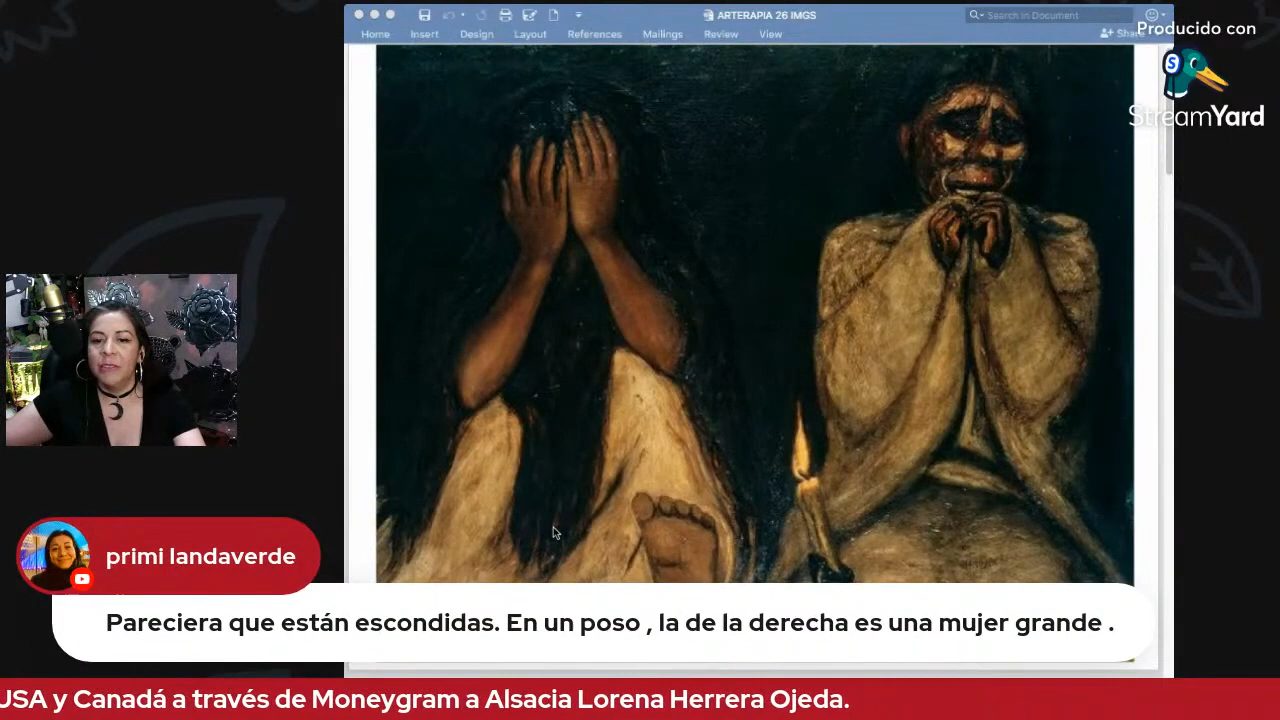 ARTERAPIA 26 IMGS
Search in Document
Home Insert Design Layout References Mailings Review View Share
Producido con
StreamYard
primi landaverde
Pareciera que están escondidas. En un poso , la de la derecha es una mujer grande .
USA y Canadá a través de Moneygram a Alsacia Lorena Herrera Ojeda.